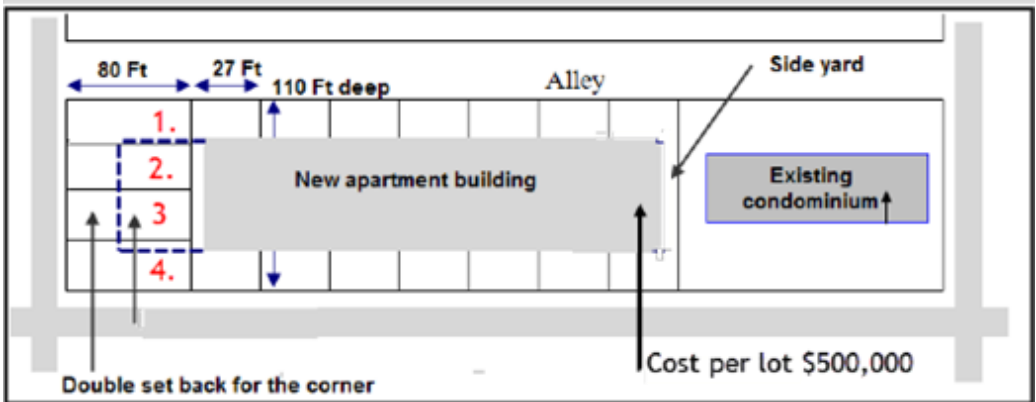 80 Ft
27 Ft
110 Ft deep
Alley
Side yard
1.
2.
3
4.
New apartment building
Existing
condominium
Cost per lot $500,000
Double set back for the corner